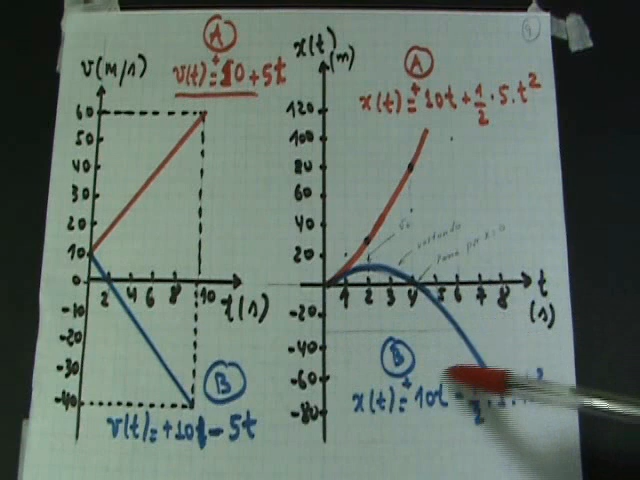 9
A
v(t)=+10+5t
v(m/s)
60
50
40
30
20
10
0
-10
-20
-30
-40
2 4 6 8 10 t(s)
B
v(t)=+10-5t
x(t)
(m)
A
x(t)=+10t+1/2·5·t²
120
100
80
60
40
20
-20
-40
-60
-80
1 2 3 4 5 6 7 8 t
(s)
voltando
B
x(t)=+10t-1/2